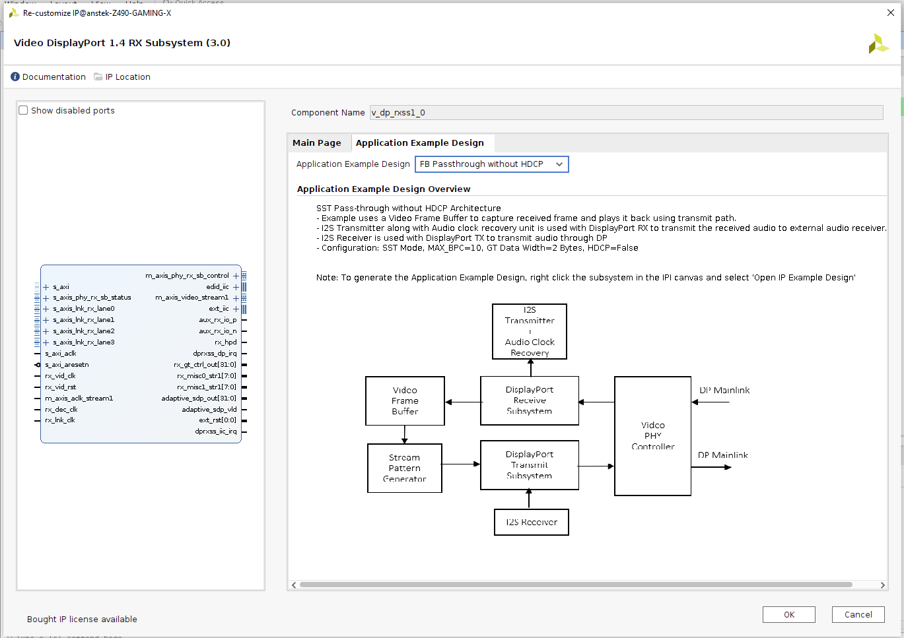 Re-customize IP@anstek-Z490-GAMING-X
Video DisplayPort 1.4 RX Subsystem (3.0)
Documentation IP Location
Show disabled ports
m_axis_phy_rx_sb_control
s_axi
edid_iic
s_axis_phy_rx_sb_status
m_axis_video_stream1
s_axis_lnk_rx_lane0
ext_iic
s_axis_lnk_rx_lane1
aux_rx_io_p
s_axis_lnk_rx_lane2
aux_rx_io_n
s_axis_lnk_rx_lane3
rx_hpd
s_axi_aclk
dprxss_dp_irq
s_axi_aresetn
rx_gt_ctrl_out[31:0]
rx_vid_clk
rx_misc0_str1[7:0]
rx_vid_rst
rx_misc1_str1[7:0]
m_axis_aclk_stream1
adaptive_sdp_out[31:0]
rx_dec_clk
adaptive_sdp_vld
rx_lnk_clk
ext_rst[0:0]
dprxss_iic_irq
Bought IP license available
Component Name v_dp_rxss1_0
Main Page Application Example Design
Application Example Design FB Passthrough without HDCP
Application Example Design Overview
SST Pass-through without HDCP Architecture
- Example uses a Video Frame Buffer to capture received frame and plays it back using transmit path.
- I2S Transmitter along with Audio clock recovery unit is used with DisplayPort RX to transmit the received audio to external audio receiver.
- I2S Receiver is used with DisplayPort TX to transmit audio through DP
- Configuration: SST Mode, MAX_BPC=10, GT Data Width=2 Bytes, HDCP=False
Note: To generate the Application Example Design, right click the subsystem in the IPI canvas and select 'Open IP Example Design'
I2S
Transmitter
Audio Clock
Recovery
Video
Frame
Buffer
DisplayPort
Receive
Subsystem
Video
PHY
Controller
DP Mainlink
Stream
Pattern
Generator
DisplayPort
Transmit
Subsystem
DP Mainlink
I2S Receiver
OK
Cancel